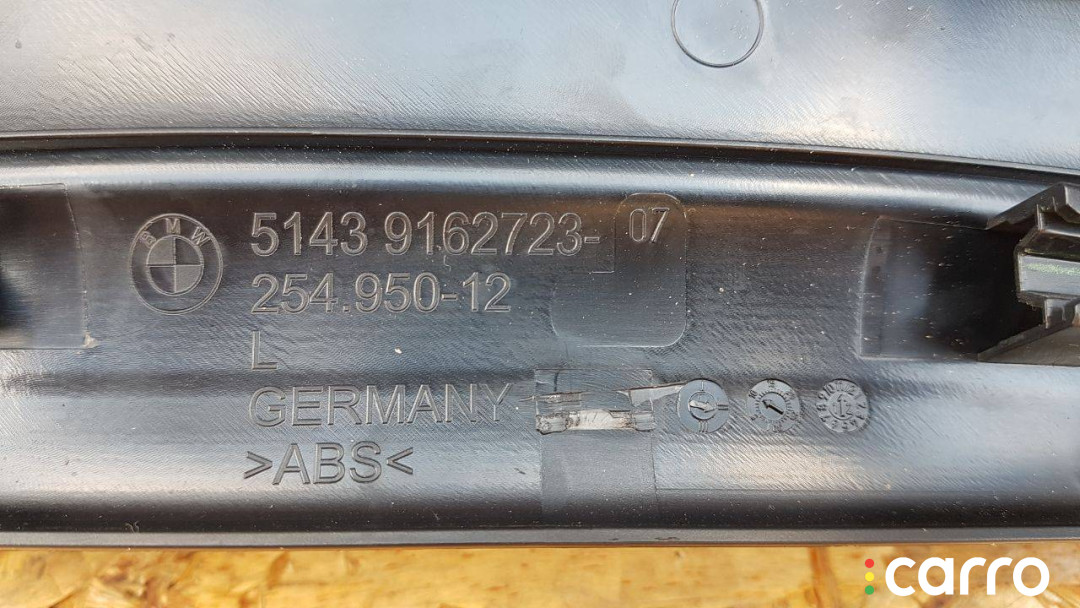 BMW 5143 9162723-07
254.950-12
L
GERMANY
>ABS<
carro